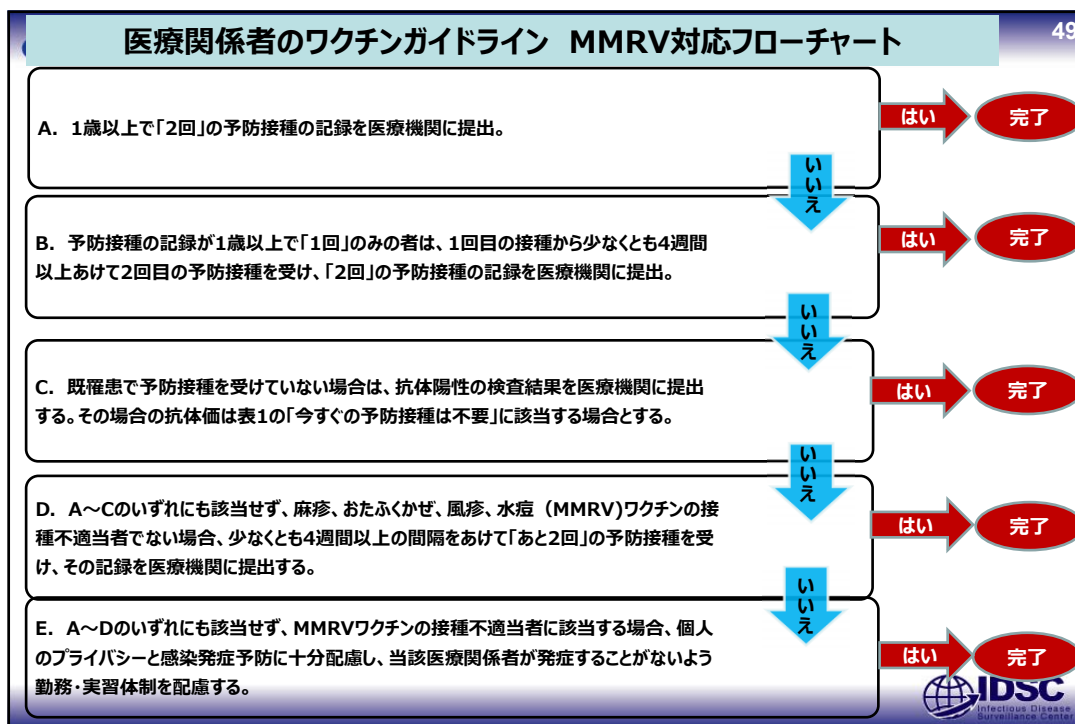 医療関係者のワクチンガイドライン MMRV対応フローチャート
49
A. 1歳以上で「2回」の予防接種の記録を医療機関に提出。
はい
完了
いいえ
B. 予防接種の記録が1歳以上で「1回」のみの者は、1回目の接種から少なくとも4週間
以上あけて2回目の予防接種を受け、「2回」の予防接種の記録を医療機関に提出。
はい
完了
いいえ
C. 既罹患で予防接種を受けていない場合は、抗体陽性の検査結果を医療機関に提出
する。その場合の抗体価は表1の「今すぐの予防接種は不要」に該当する場合とする。
はい
完了
いいえ
D. A～Cのいずれにも該当せず、麻疹、おたふくかぜ、風疹、水痘（MMRV)ワクチンの接
種不適当者でない場合、少なくとも4週間以上の間隔をあけて「あと2回」の予防接種を受
け、その記録を医療機関に提出する。
はい
完了
いいえ
E. A～Dのいずれにも該当せず、MMRVワクチンの接種不適当者に該当する場合、個人
のプライバシーと感染発症予防に十分配慮し、当該医療関係者が発症することがないよう
勤務・実習体制を配慮する。
はい
完了
IDSC
Infectious Disease
Surveillance Center